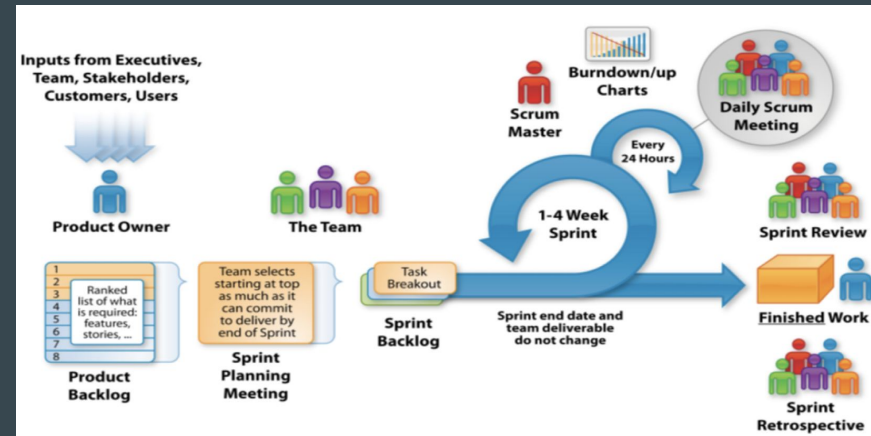 Inputs from Executives,
Team, Stakeholders,
Customers, Users
Product Owner
The Team
Scrum
Master
Burndown/up
Charts
Daily Scrum
Meeting
Every
24 Hours
1-4 Week
Sprint
Sprint Review
1
2
3
4
5
6
7
8
Ranked
list of what
is required:
features,
stories, ...
Product
Backlog
Team selects
starting at top
as much as it
can commit
to deliver by
end of Sprint
Sprint
Planning
Meeting
Task
Breakout
Sprint
Backlog
Sprint end date and
team deliverable
do not change
Finished Work
Sprint
Retrospective